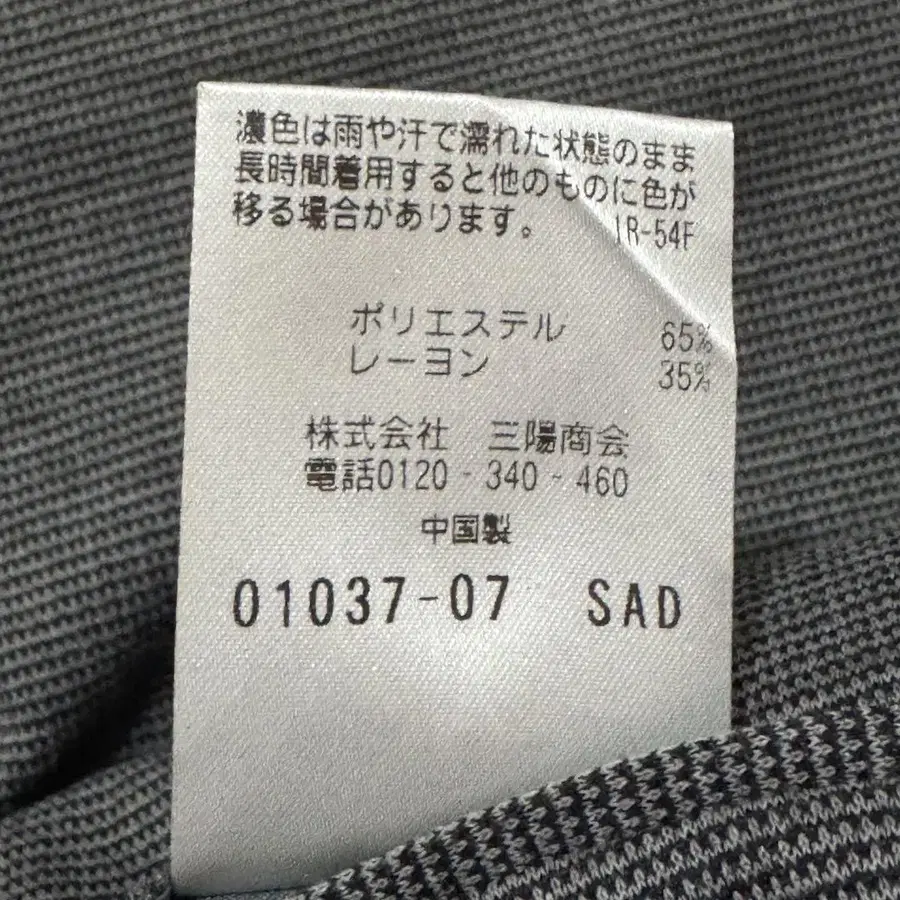 濃色は雨や汗で濡れた状態のまま
長時間着用すると他のものに色が
移る場合があります。 IR-54F
ポリエステル 65%
レーヨン 35%
株式会社 三陽商会
電話0120-340-460
中国製
01037-07 SAD